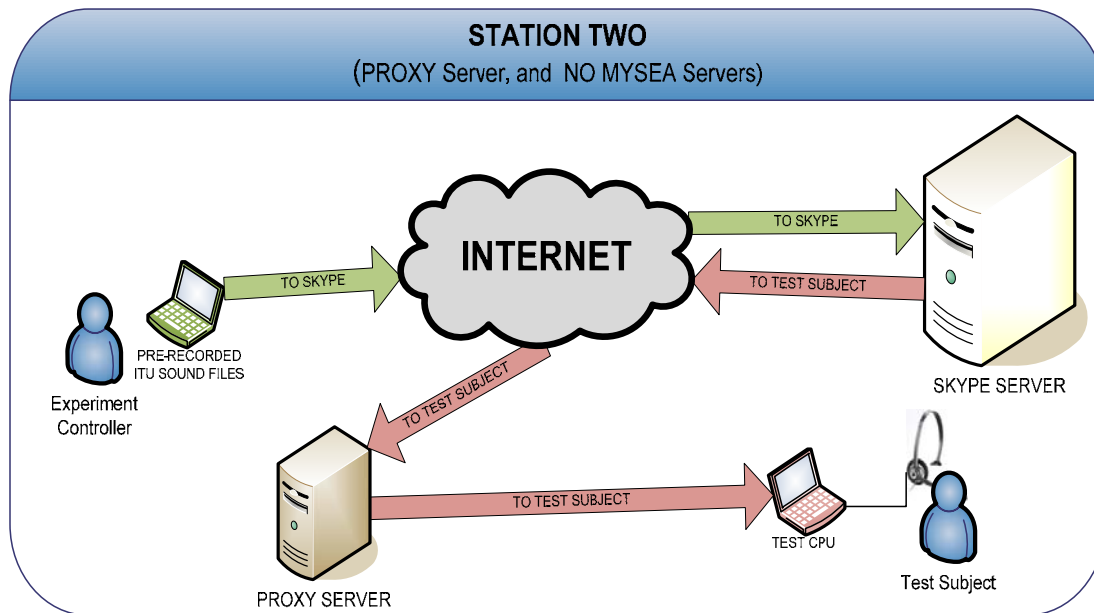 STATION TWO
(PROXY Server, and NO MYSEA Servers)
TO SKYPE
INTERNET
TO SKYPE
TO TEST SUBJECT
PRE-RECORDED
ITU SOUND FILES
SKYPE SERVER
Experiment
Controller
TO TEST SUBJECT
TO TEST SUBJECT
TEST CPU
Test Subject
PROXY SERVER